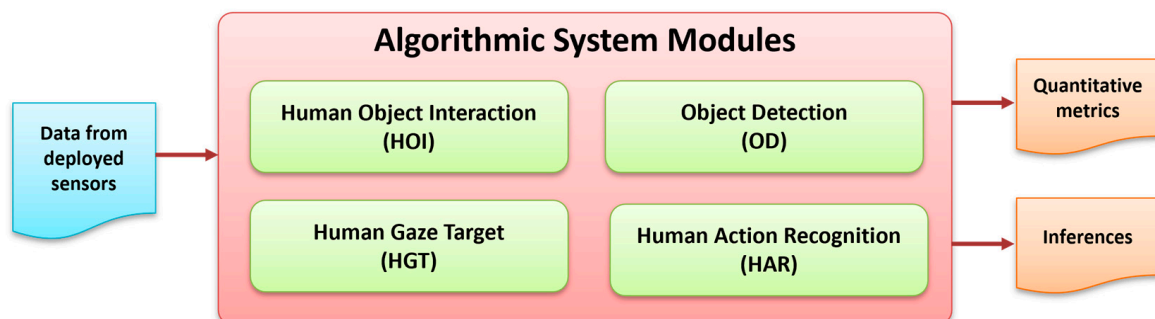 Algorithmic System Modules
Data from
deployed
sensors
Human Object Interaction
(HOI)
Object Detection
(OD)
Human Gaze Target
(HGT)
Human Action Recognition
(HAR)
Quantitative
metrics
Inferences